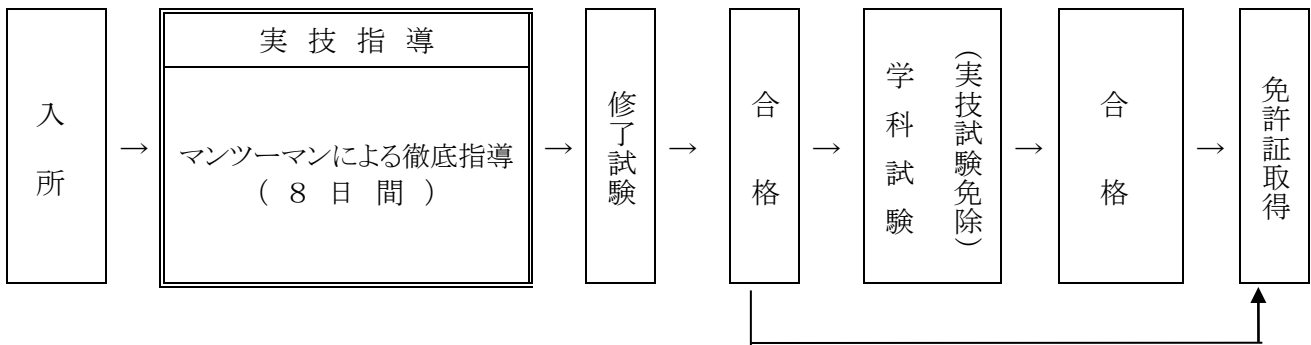 入所
→
実技指導
マンツーマンによる徹底指導
(8日間)
→
修了試験
→
合格
→
学科試験
(実技試験免除)
→
合格
→
免許証取得